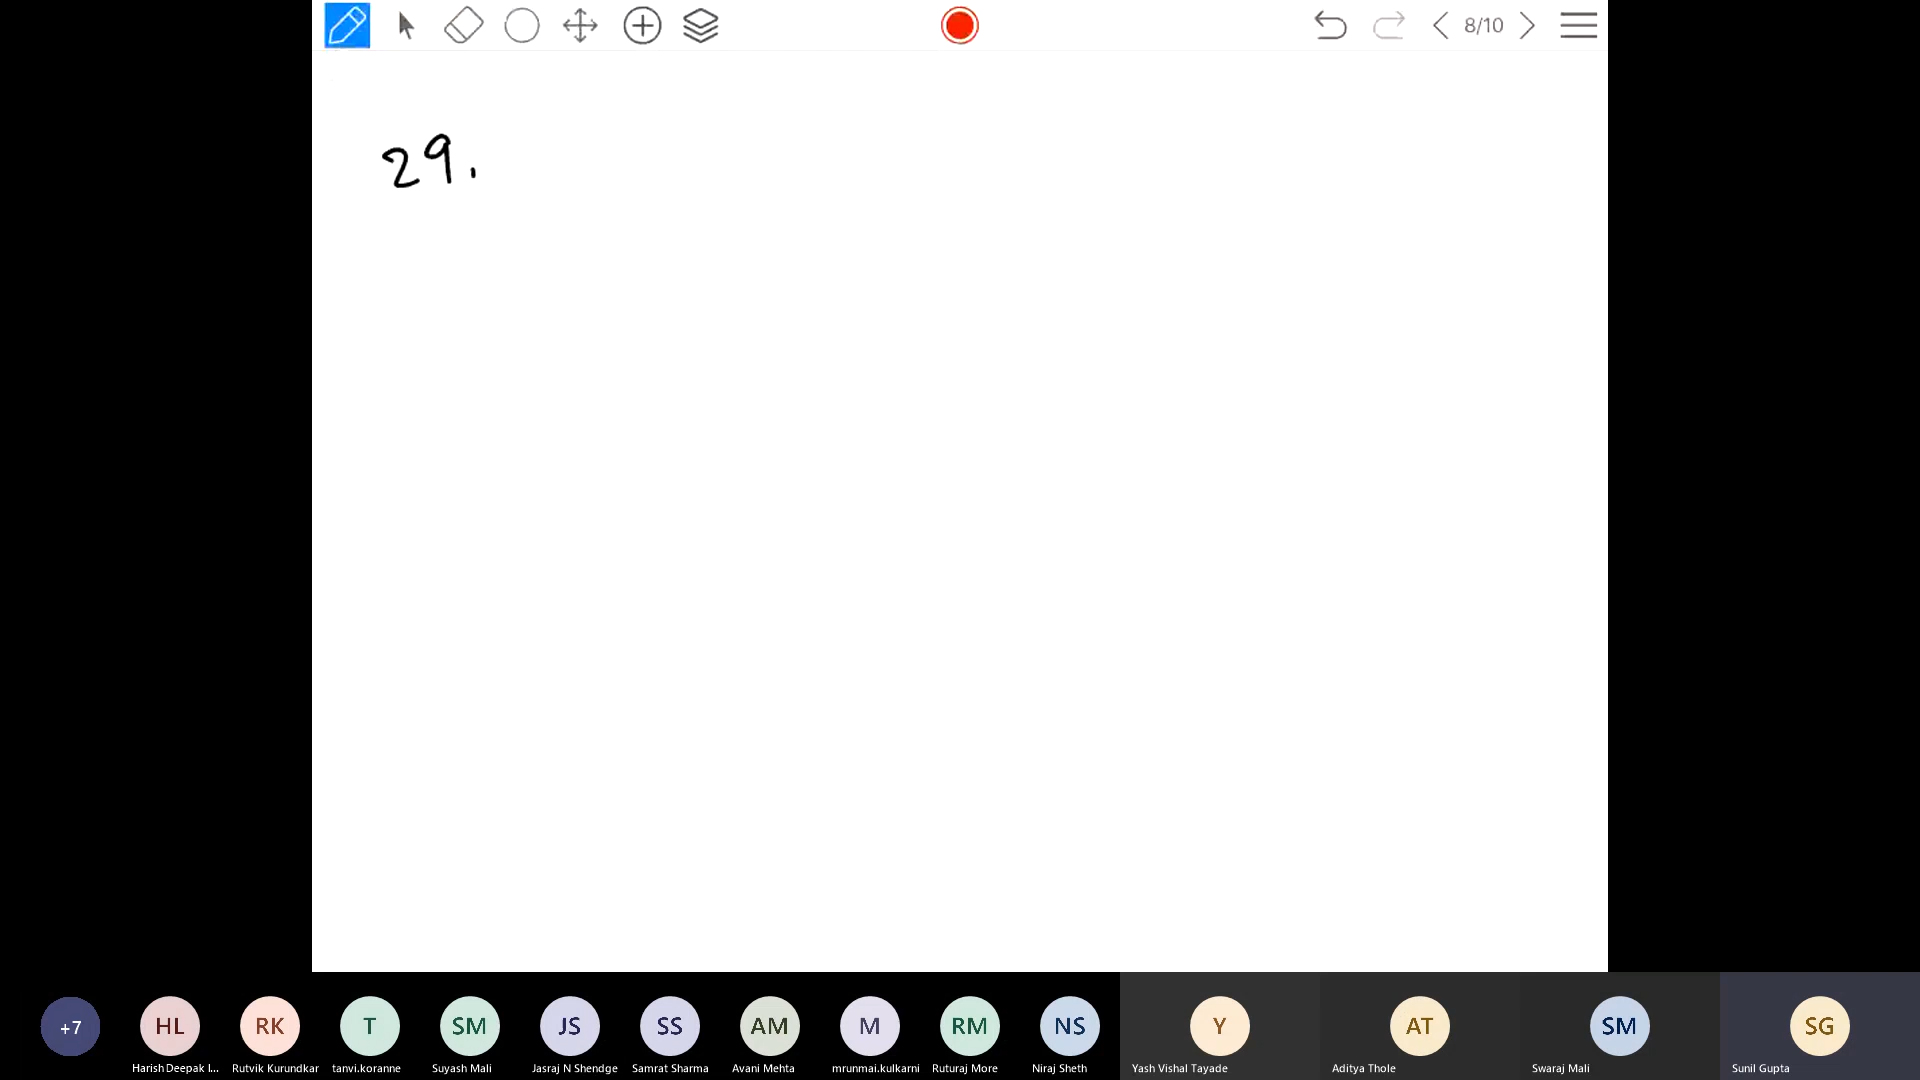 8/10
29.
+7
HL
RK
T
SM
JS
SS
AM
M
RM
NS
Y
AT
SM
SG
Harish Deepak I...
Rutvik Kurundkar
tanvi.koranne
Suyash Mali
Jasraj N Shendge
Samrat Sharma
Avani Mehta
mrunmai.kulkarni
Ruturaj More
Niraj Sheth
Yash Vishal Tayade
Aditya Thole
Swaraj Mali
Sunil Gupta